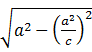 √(a² − (a²/c)²)